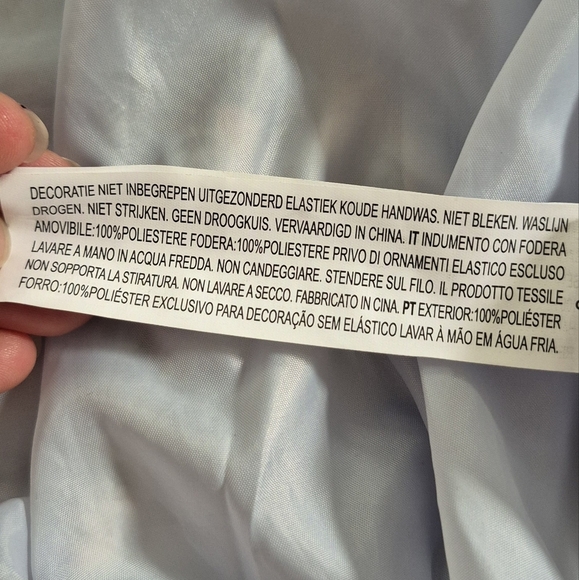 DECORATIE NIET INBEGREPEN UITGEZONDERD ELASTIEK KOUDE HANDWAS. NIET BLEKEN. WASLIJN
DROGEN. NIET STRIJKEN. GEEN DROOGKUIS. VERVAARDIGD IN CHINA. IT INDUMENTO CON FODERA
AMOVIBILE:100%POLIESTERE FODERA:100%POLIESTERE PRIVO DI ORNAMENTI ELASTICO ESCLUSO
LAVARE A MANO IN ACQUA FREDDA. NON CANDEGGIARE. STENDERE SUL FILO. IL PRODOTTO TESSILE
NON SOPPORTA LA STIRATURA. NON LAVARE A SECCO. FABBRICATO IN CINA. PT EXTERIOR:100%POLIÉSTER
FORRO:100%POLIÉSTER EXCLUSIVO PARA DECORAÇÃO SEM ELÁSTICO LAVAR À MÃO EM ÁGUA FRIA.